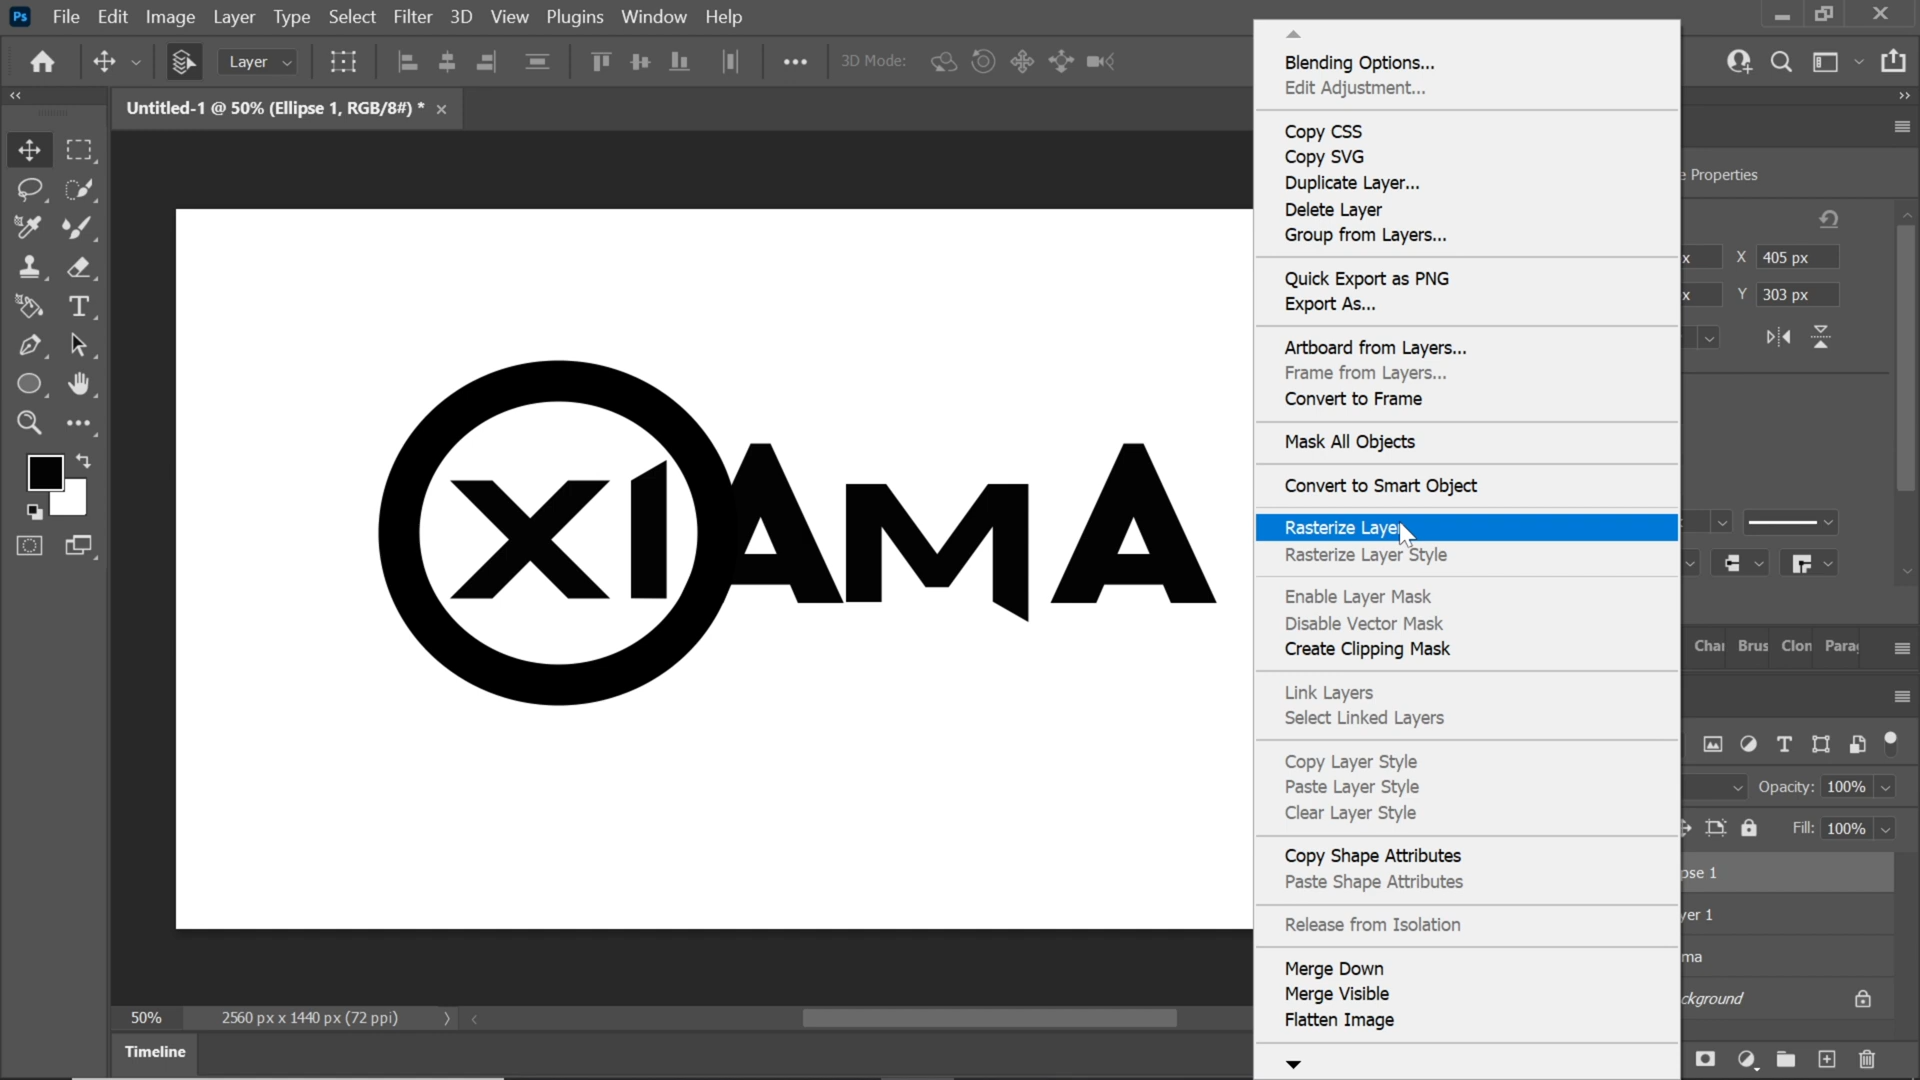 Ps File Edit Image Layer Type Select Filter 3D View Plugins Window Help
Layer 3D Mode:
Untitled-1 @ 50% (Ellipse 1, RGB/8#) *
XIAMA
Blending Options...
Edit Adjustment...
Copy CSS
Copy SVG
Duplicate Layer...
Delete Layer
Group from Layers...
Quick Export as PNG
Export As...
Artboard from Layers...
Frame from Layers...
Convert to Frame
Mask All Objects
Convert to Smart Object
Rasterize Layer
Rasterize Layer Style
Enable Layer Mask
Disable Vector Mask
Create Clipping Mask
Link Layers
Select Linked Layers
Copy Layer Style
Paste Layer Style
Clear Layer Style
Copy Shape Attributes
Paste Shape Attributes
Release from Isolation
Merge Down
Merge Visible
Flatten Image
e Properties
x X 405 px
x Y 303 px
Char Brus Clon Para
Opacity: 100%
Fill: 100%
pse 1
yer 1
ma
ckground
50% 2560 px x 1440 px (72 ppi)
Timeline